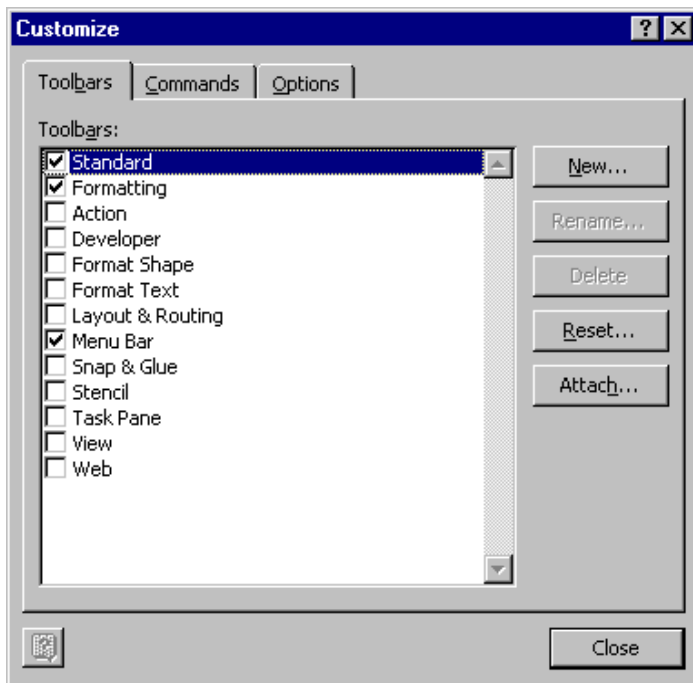 Customize
Toolbars Commands Options
Toolbars:
Standard
Formatting
Action
Developer
Format Shape
Format Text
Layout & Routing
Menu Bar
Snap & Glue
Stencil
Task Pane
View
Web
New...
Rename...
Delete
Reset...
Attach...
Close